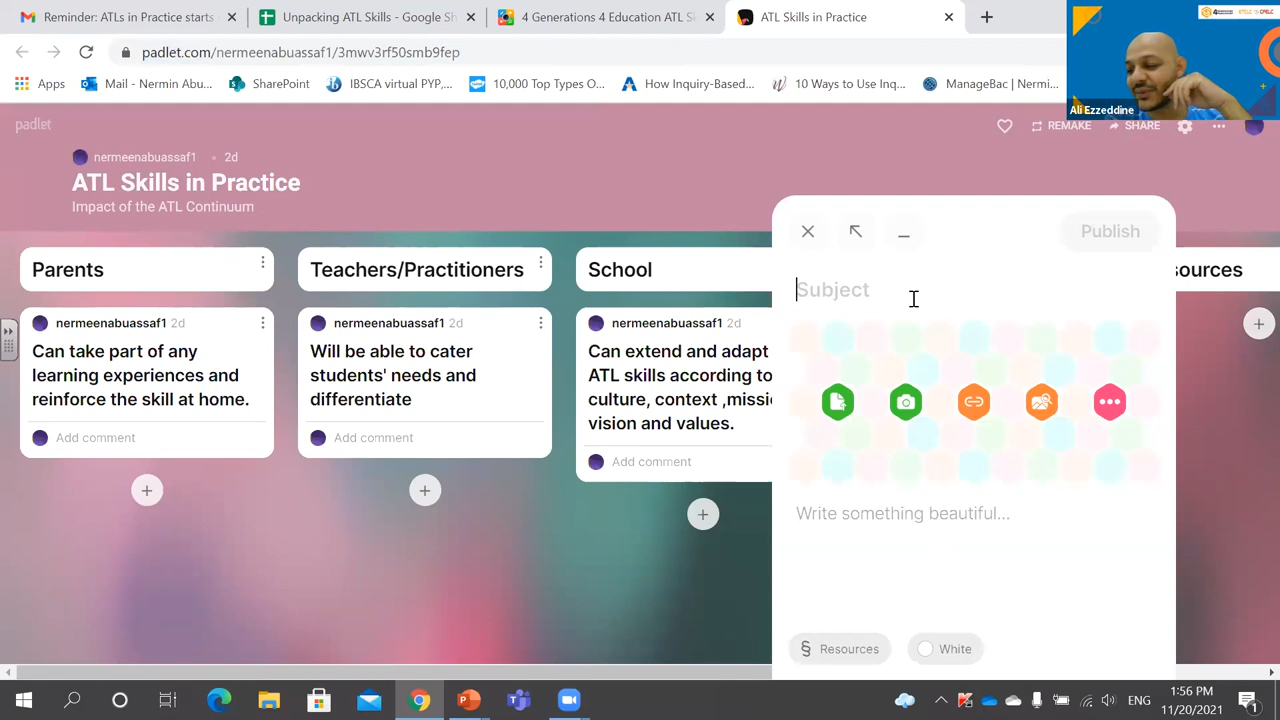 Reminder: ATLs in Practice starts
Unpacking ATL Skills - Google S
ons 4 Education ATL
ATL Skills in Practice
padlet.com/nermeenabuassaf1/3mwv3rf50smb9fep
Apps
Mail - Nermin Abu...
SharePoint
IBSCA virtual PYP...
10,000 Top Types O...
How Inquiry-Based...
10 Ways to Use Inq...
ManageBac | Nermi...
Ali Ezzeddine
padlet
REMAKE
SHARE
nermeenabuassaf1 • 2d
ATL Skills in Practice
Impact of the ATL Continuum
Parents
Teachers/Practitioners
School
sources
nermeenabuassaf1 2d
Can take part of any
learning experiences and
reinforce the skill at home.
Add comment
nermeenabuassaf1 2d
Will be able to cater
students' needs and
differentiate
Add comment
nermeenabuassaf1 2d
Can extend and adapt
ATL skills according to
culture, context ,missi
vision and values.
Add comment
Publish
Subject
Write something beautiful...
Resources
White
ENG
1:56 PM
11/20/2021
1